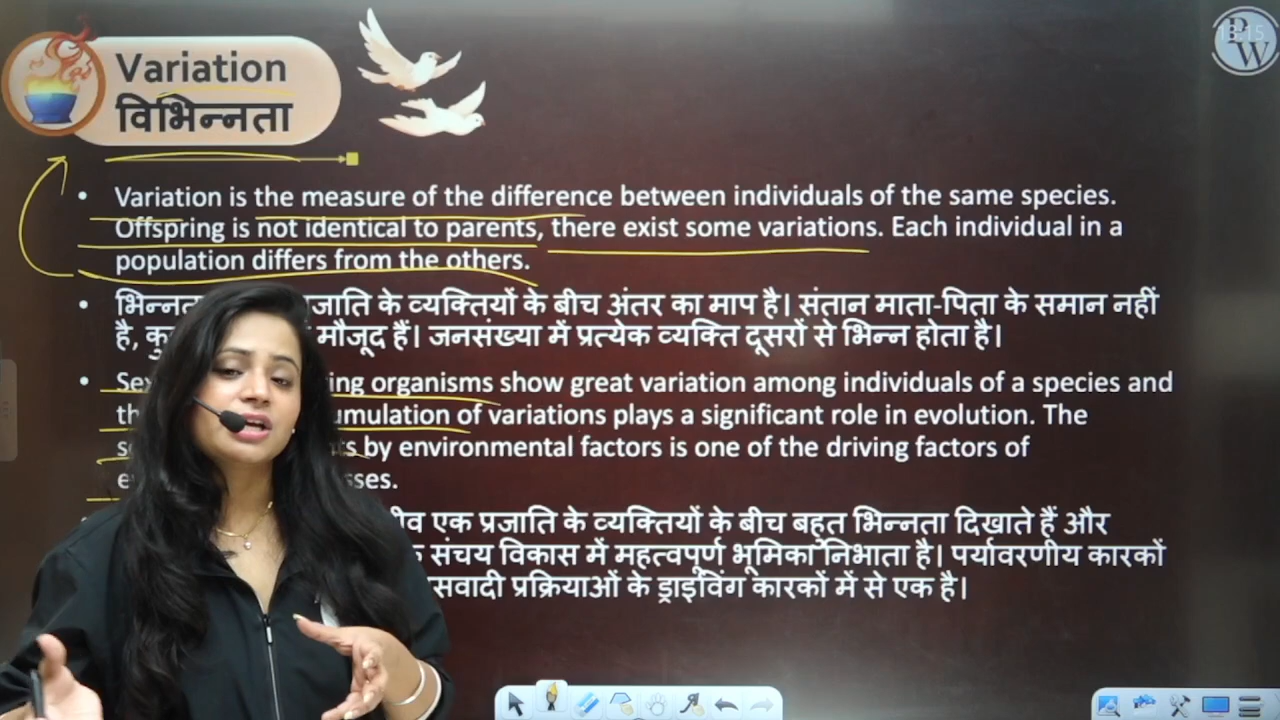 Variation
विभिन्नता
PW
• Variation is the measure of the difference between individuals of the same species.
Offspring is not identical to parents, there exist some variations. Each individual in a
population differs from the others.
• जाति के व्यक्तियों के बीच अंतर का माप है। संतान माता-पिता के समान नहीं
है, मौजूद हैं। जनसंख्या में प्रत्येक व्यक्ति दूसरों से भिन्न होता है।
• organisms show great variation among individuals of a species and
of variations plays a significant role in evolution. The
by environmental factors is one of the driving factors of
एक प्रजाति के व्यक्तियों के बीच बहुत भिन्नता दिखाते हैं और
संचय विकास में महत्वपूर्ण भूमिका निभाता है। पर्यावरणीय कारकों
प्रक्रियाओं के ड्राइविंग कारकों में से एक है।